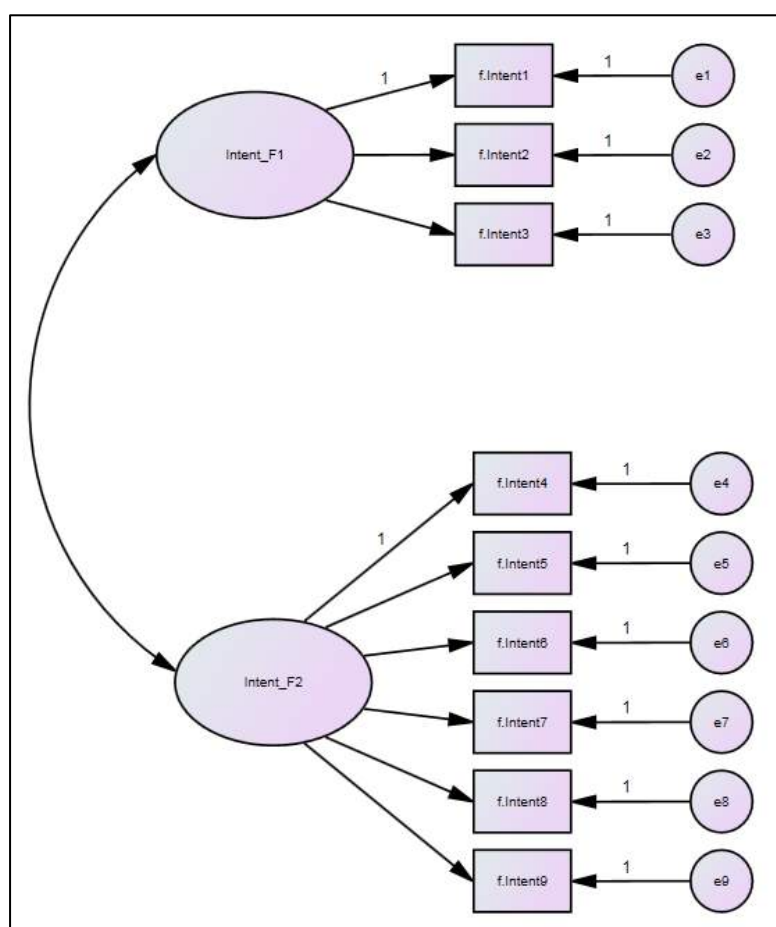 1 f.Intent1 1 e1
Intent_F1 f.Intent2 1 e2
f.Intent3 1 e3
f.Intent4 1 e4
1 f.Intent5 1 e5
f.Intent6 1 e6
Intent_F2
f.Intent7 1 e7
f.Intent8 1 e8
f.Intent9 1 e9